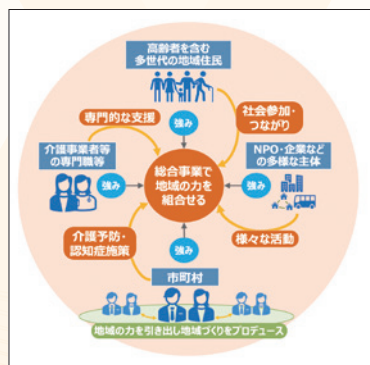 高齢者を含む
多世代の地域住民
専門的な支援
強み
社会参加・
つながり
介護事業者等
の専門職等
強み
総合事業で
地域の力を
組合せる
強み
NPO・企業などの
多様な主体
介護予防・
認知症施策
強み
様々な活動
市町村
地域の力を引き出し地域づくりをプロデュース